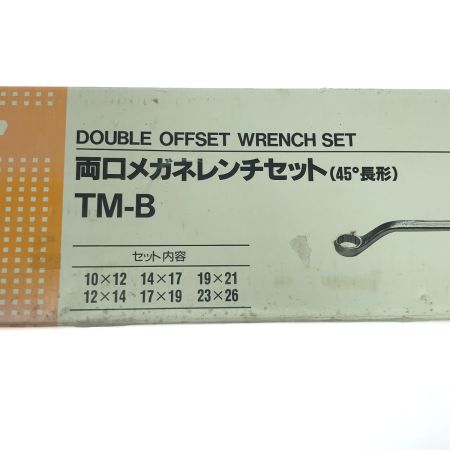 DOUBLE OFFSET WRENCH SET
両口メガネレンチセット(45°長形)
TM-B
セット内容
10×12 14×17 19×21
12×14 17×19 23×26